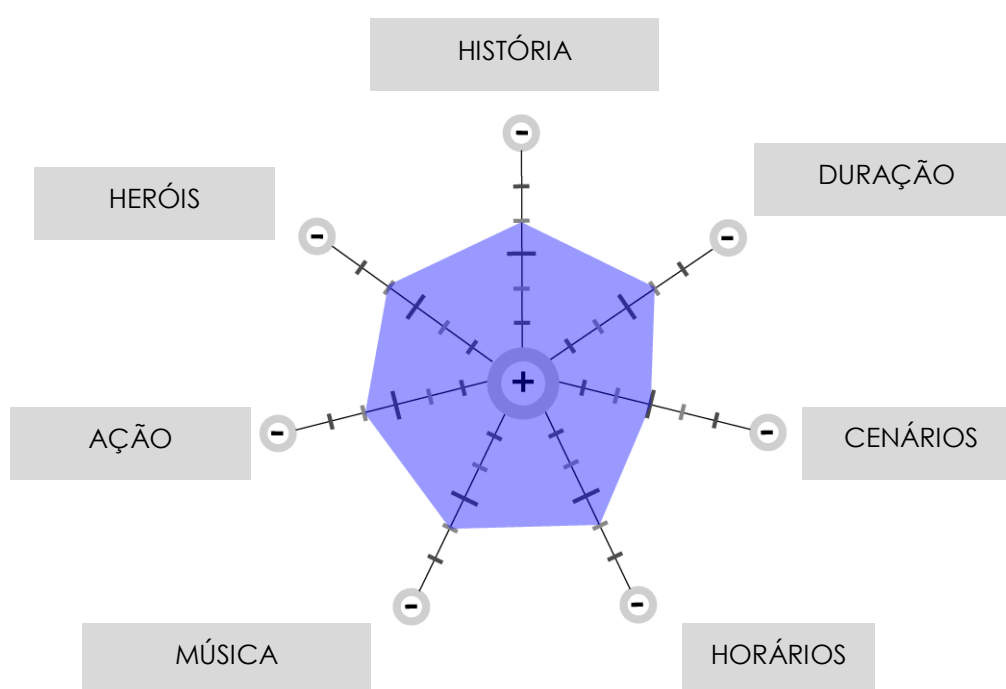 HISTÓRIA
DURAÇÃO
HERÓIS
AÇÃO
CENÁRIOS
MÚSICA
HORÁRIOS
-
-
-
+
-
-
-
-